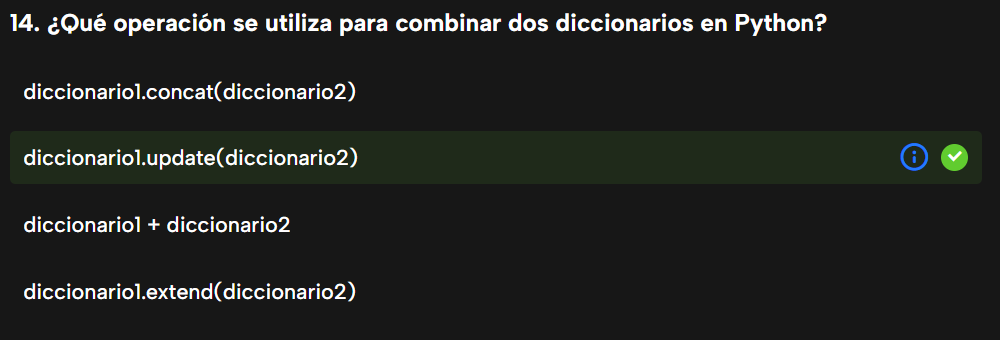 14. ¿Qué operación se utiliza para combinar dos diccionarios en Python?
diccionario1.concat(diccionario2)
diccionario1.update(diccionario2)
diccionario1 + diccionario2
diccionario1.extend(diccionario2)